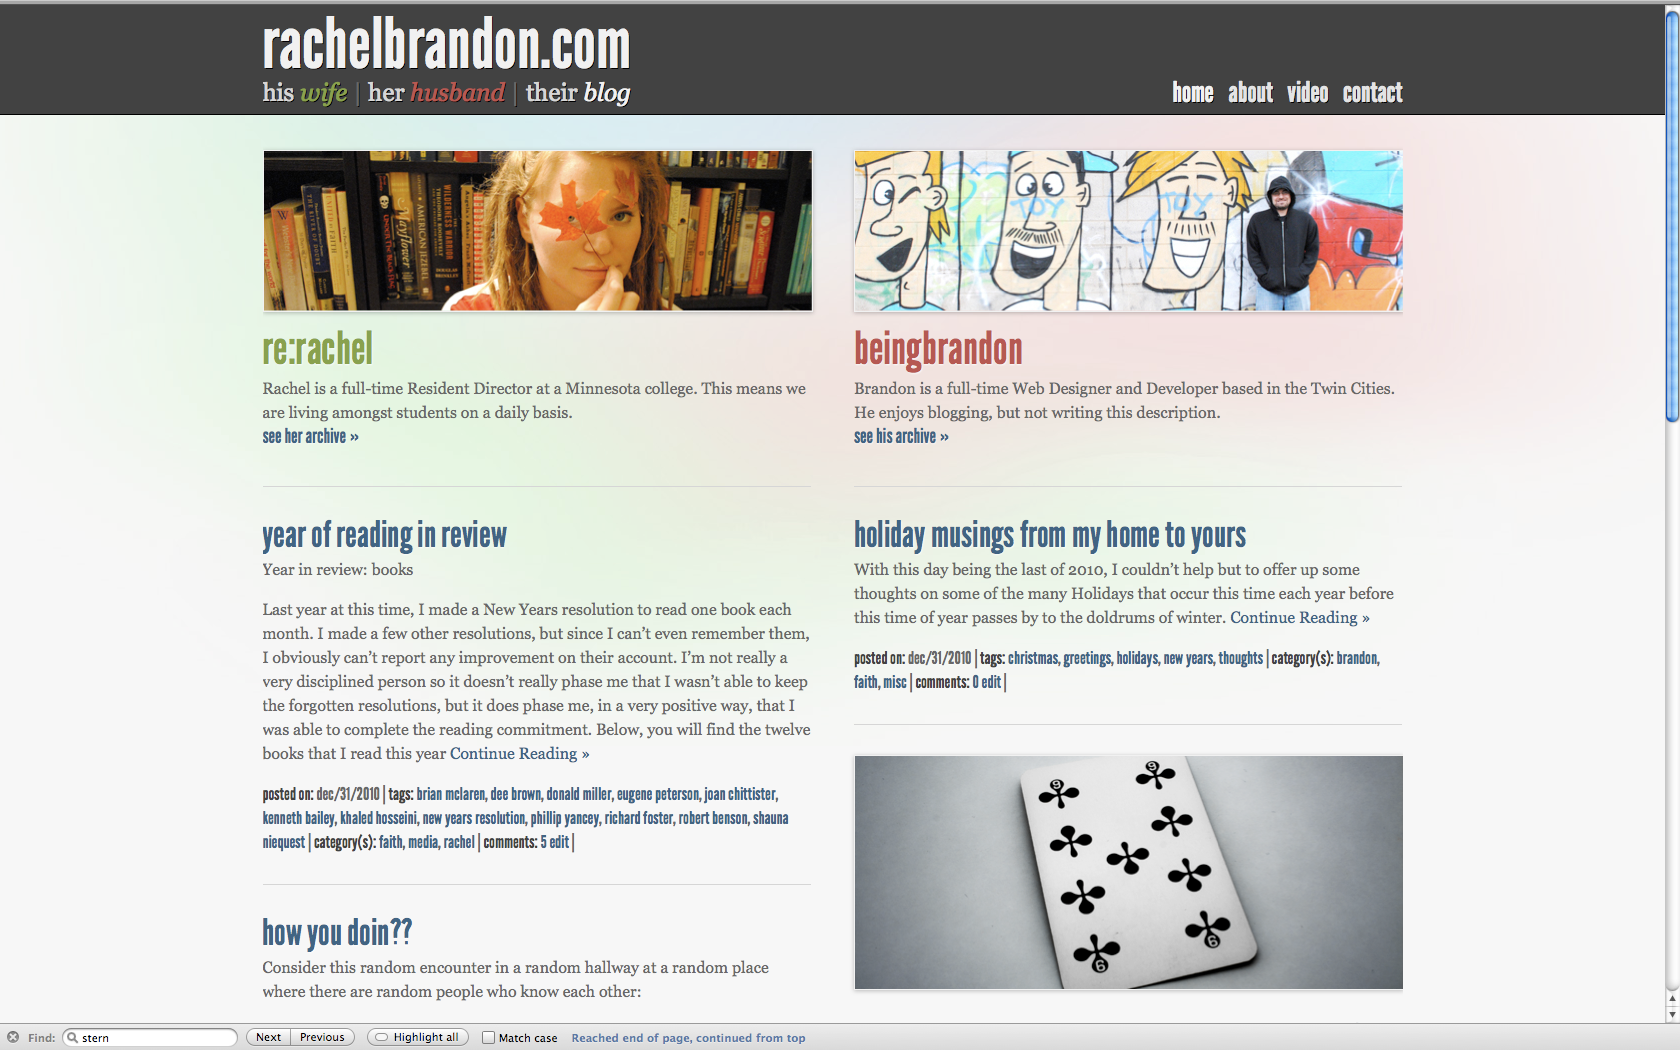 rachelbrandon.com
his wife | her husband | their blog
home about video contact
TOY TOY
re:rachel
Rachel is a full-time Resident Director at a Minnesota college. This means we
are living amongst students on a daily basis.
see her archive »
beingbrandon
Brandon is a full-time Web Designer and Developer based in the Twin Cities.
He enjoys blogging, but not writing this description.
see his archive »
year of reading in review
Year in review: books
Last year at this time, I made a New Years resolution to read one book each
month. I made a few other resolutions, but since I can't even remember them,
I obviously can't report any improvement on their account. I'm not really a
very disciplined person so it doesn't really phase me that I wasn't able to keep
the forgotten resolutions, but it does phase me, in a very positive way, that I
was able to complete the reading commitment. Below, you will find the twelve
books that I read this year Continue Reading »
posted on: dec/31/2010 | tags: brian mclaren, dee brown, donald miller, eugene peterson, joan chittister,
kenneth bailey, khaled hosseini, new years resolution, phillip yancey, richard foster, robert benson, shauna
niequest | category(s): faith, media, rachel | comments: 5 edit |
how you doin??
Consider this random encounter in a random hallway at a random place
where there are random people who know each other:
holiday musings from my home to yours
With this day being the last of 2010, I couldn't help but to offer up some
thoughts on some of the many Holidays that occur this time each year before
this time of year passes by to the doldrums of winter. Continue Reading »
posted on: dec/31/2010 | tags: christmas, greetings, holidays, new years, thoughts | category(s): brandon,
faith, misc | comments: 0 edit |
9
9
9
9
Find: stern Next Previous Highlight all Match case Reached end of page, continued from top